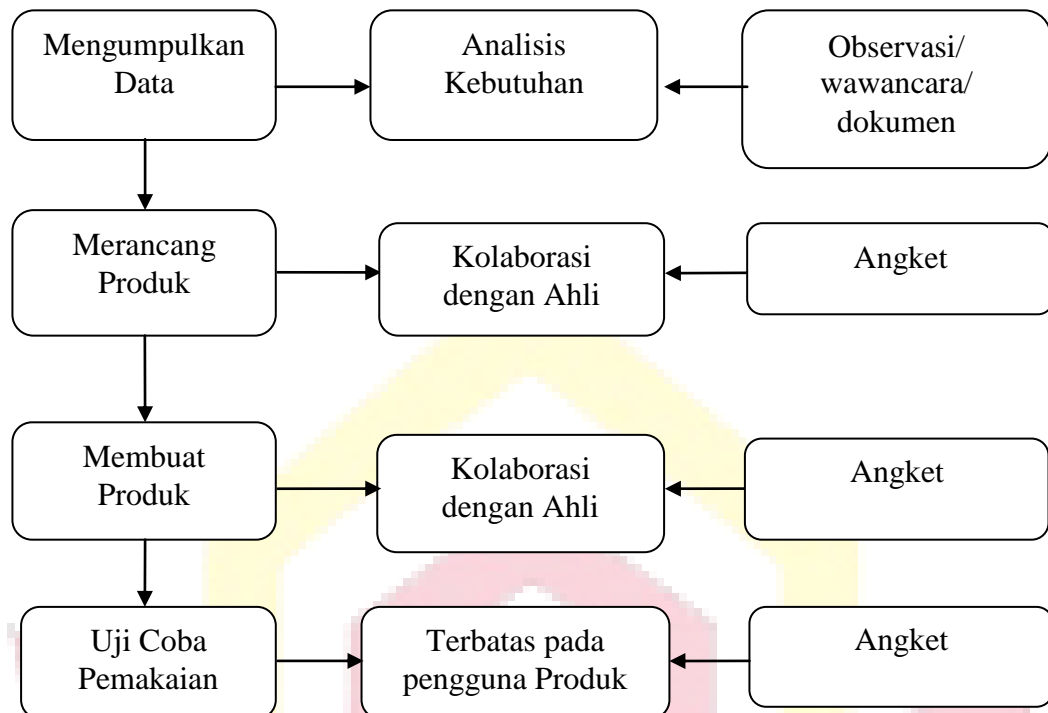 Mengumpulkan
Data
Analisis
Kebutuhan
Observasi/
wawancara/
dokumen
Merancang
Produk
Kolaborasi
dengan Ahli
Angket
Membuat
Produk
Kolaborasi
dengan Ahli
Angket
Uji Coba
Pemakaian
Terbatas pada
pengguna Produk
Angket